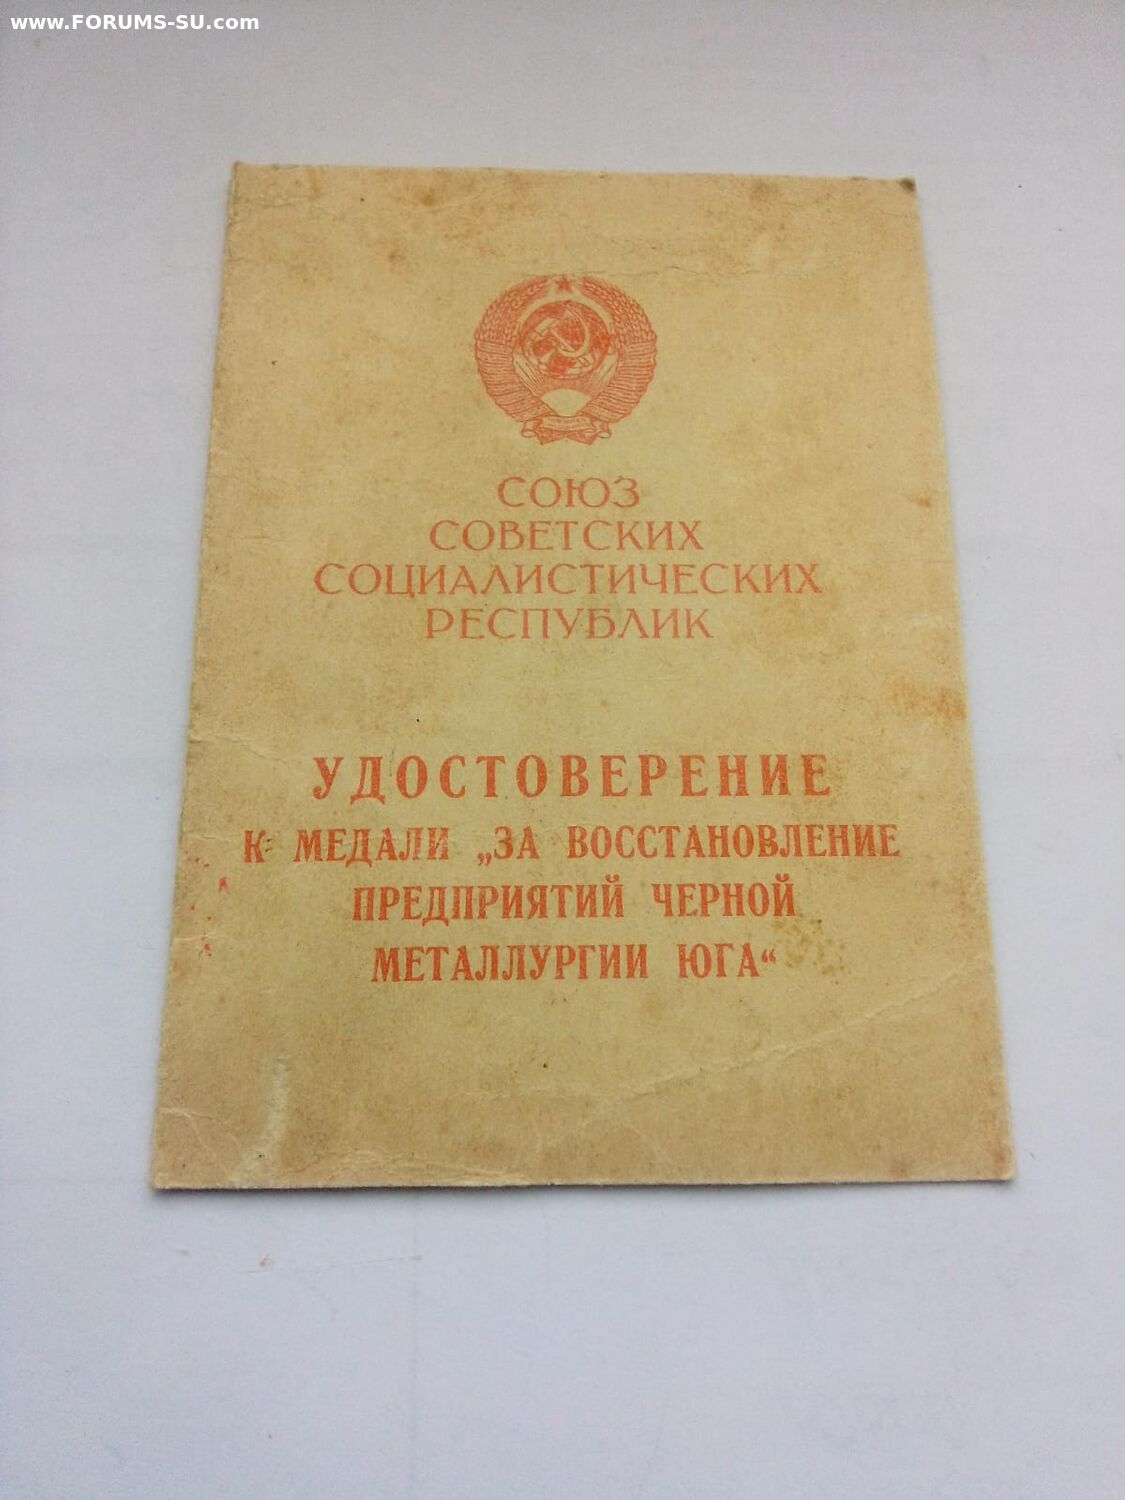 www.FORUMS-SU.com
СОЮЗ
СОВЕТСКИХ
СОЦИАЛИСТИЧЕСКИХ
РЕСПУБЛИК
УДОСТОВЕРЕНИЕ
К МЕДАЛИ „ЗА ВОССТАНОВЛЕНИЕ
ПРЕДПРИЯТИЙ ЧЕРНОЙ
МЕТАЛЛУРГИИ ЮГА“